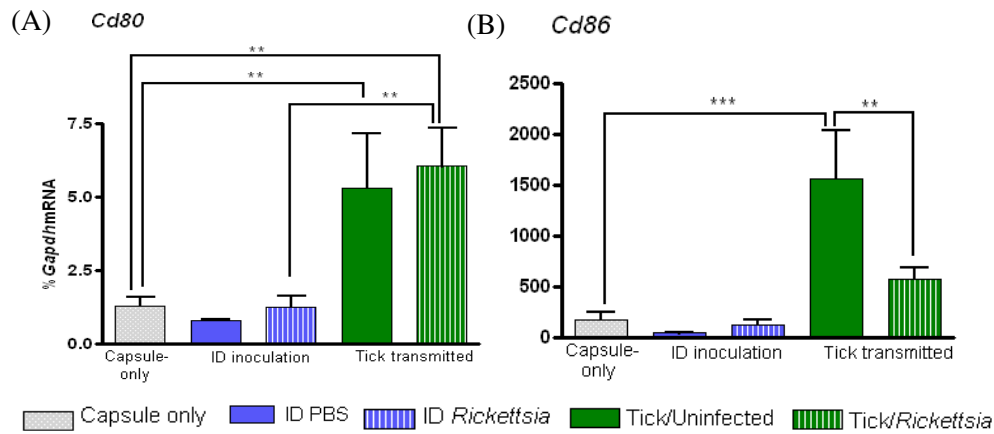 (A)
Cd80
**
**
**
7.5
5.0
2.5
0.0
% GapdhmRNA
Capsule-
only
ID inoculation
Tick transmitted
(B)
Cd86
***
**
2500
2000
1500
1000
500
0
Capsule-
only
ID inoculation
Tick transmitted
Capsule only
ID PBS
ID Rickettsia
Tick/Uninfected
Tick/Rickettsia